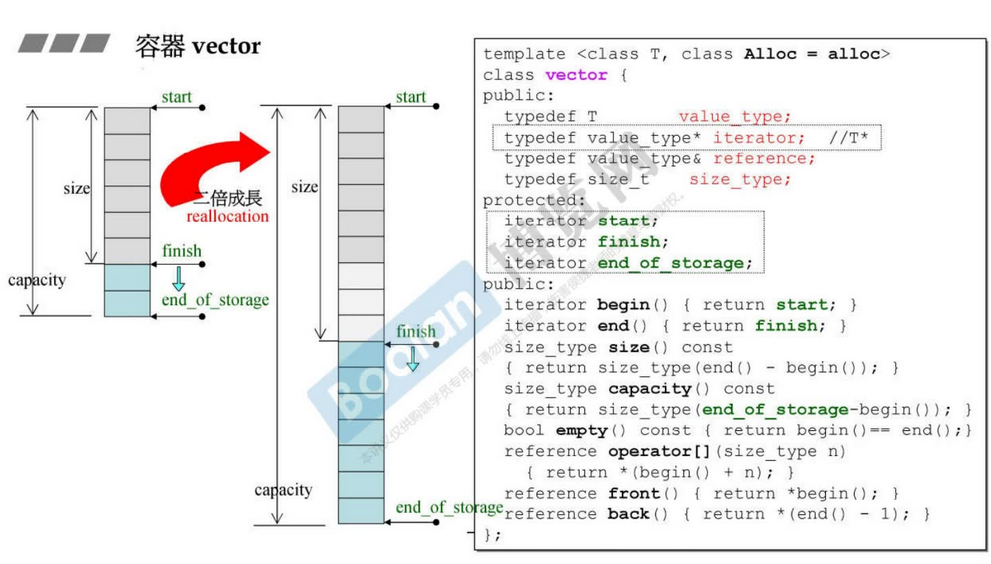 容器 vector
start
size
finish
capacity
end_of_storage
二倍成長
reallocation
start
size
finish
capacity
end_of_storage
template <class T, class Alloc = alloc>
class vector {
public:
typedef T value_type;
typedef value_type* iterator; //T*
typedef value_type& reference;
typedef size_t size_type;
protected:
iterator start;
iterator finish;
iterator end_of_storage;
public:
iterator begin() { return start; }
iterator end() { return finish; }
size_type size() const
{ return size_type(end() - begin()); }
size_type capacity() const
{ return size_type(end_of_storage-begin()); }
bool empty() const { return begin()== end();}
reference operator[](size_type n)
{ return *(begin() + n); }
reference front() { return *begin(); }
reference back() { return *(end() - 1); }
};
Boolan
博览网